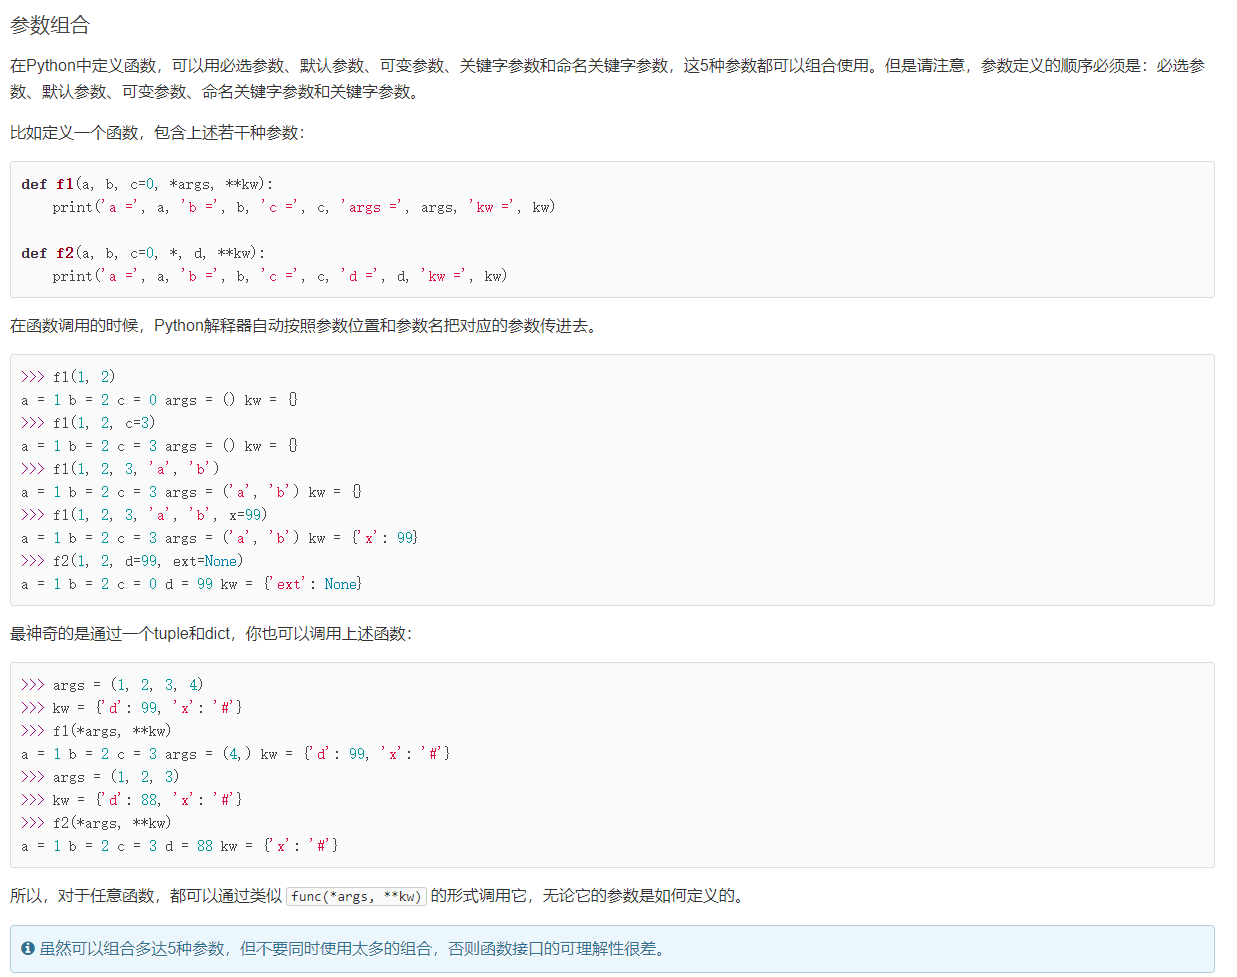 参数组合
在Python中定义函数，可以用必选参数、默认参数、可变参数、关键字参数和命名关键字参数，这5种参数都可以组合使用。但是请注意，参数定义的顺序必须是：必选参
数、默认参数、可变参数、命名关键字参数和关键字参数。
比如定义一个函数，包含上述若干种参数：
def f1(a, b, c=0, *args, **kw):
    print('a =', a, 'b =', b, 'c =', c, 'args =', args, 'kw =', kw)
def f2(a, b, c=0, *, d, **kw):
    print('a =', a, 'b =', b, 'c =', c, 'd =', d, 'kw =', kw)
在函数调用的时候，Python解释器自动按照参数位置和参数名把对应的参数传进去。
>>> f1(1, 2)
a = 1 b = 2 c = 0 args = () kw = {}
>>> f1(1, 2, c=3)
a = 1 b = 2 c = 3 args = () kw = {}
>>> f1(1, 2, 3, 'a', 'b')
a = 1 b = 2 c = 3 args = ('a', 'b') kw = {}
>>> f1(1, 2, 3, 'a', 'b', x=99)
a = 1 b = 2 c = 3 args = ('a', 'b') kw = {'x': 99}
>>> f2(1, 2, d=99, ext=None)
a = 1 b = 2 c = 0 d = 99 kw = {'ext': None}
最神奇的是通过一个tuple和dict，你也可以调用上述函数：
>>> args = (1, 2, 3, 4)
>>> kw = {'d': 99, 'x': '#'}
>>> f1(*args, **kw)
a = 1 b = 2 c = 3 args = (4,) kw = {'d': 99, 'x': '#'}
>>> args = (1, 2, 3)
>>> kw = {'d': 88, 'x': '#'}
>>> f2(*args, **kw)
a = 1 b = 2 c = 3 d = 88 kw = {'x': '#'}
所以，对于任意函数，都可以通过类似 func(*args, **kw) 的形式调用它，无论它的参数是如何定义的。
虽然可以组合多达5种参数，但不要同时使用太多的组合，否则函数接口的可理解性很差。